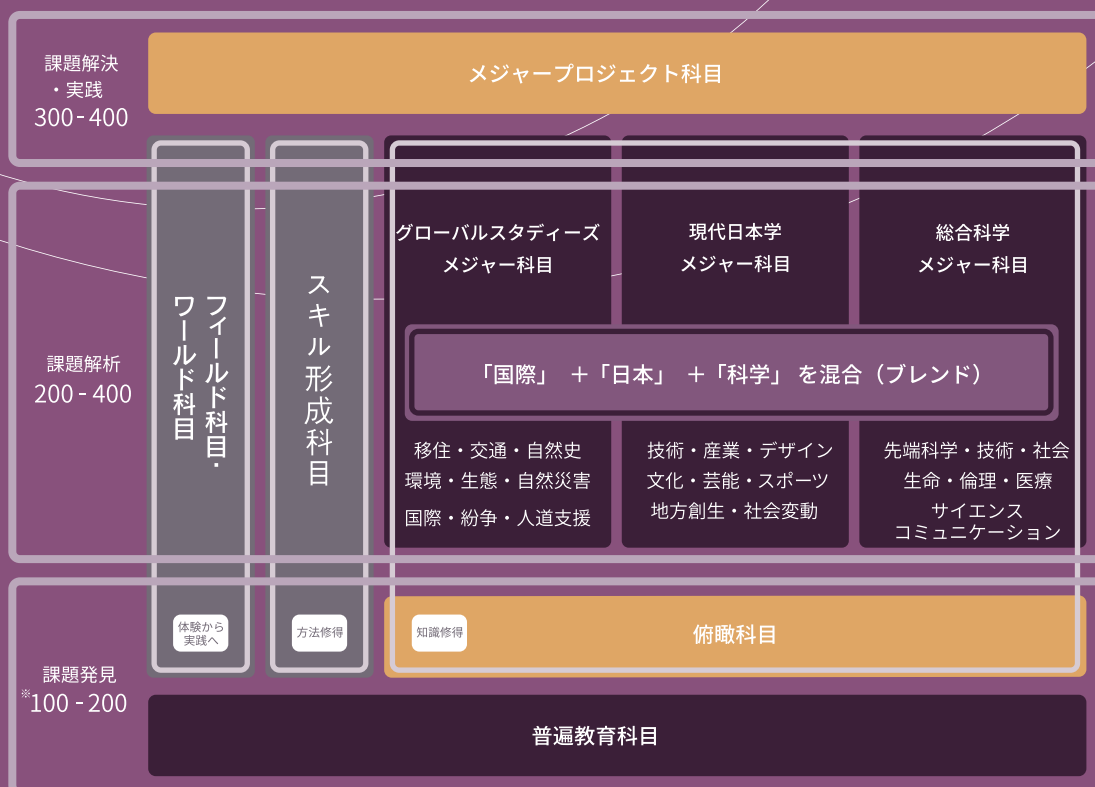 課題解決
・実践
300-400
メジャープロジェクト科目
課題解析
200-400
フィールド科目・
ワールド科目
スキル形成科目
グローバルスタディーズ
メジャー科目
現代日本学
メジャー科目
総合科学
メジャー科目
「国際」 ＋「日本」 ＋「科学」 を混合（ブレンド）
移住・交通・自然史
環境・生態・自然災害
国際・紛争・人道支援
技術・産業・デザイン
文化・芸能・スポーツ
地方創生・社会変動
先端科学・技術・社会
生命・倫理・医療
サイエンス
コミュニケーション
課題発見
※100-200
体験から
実践へ
方法修得
知識修得
俯瞰科目
普遍教育科目